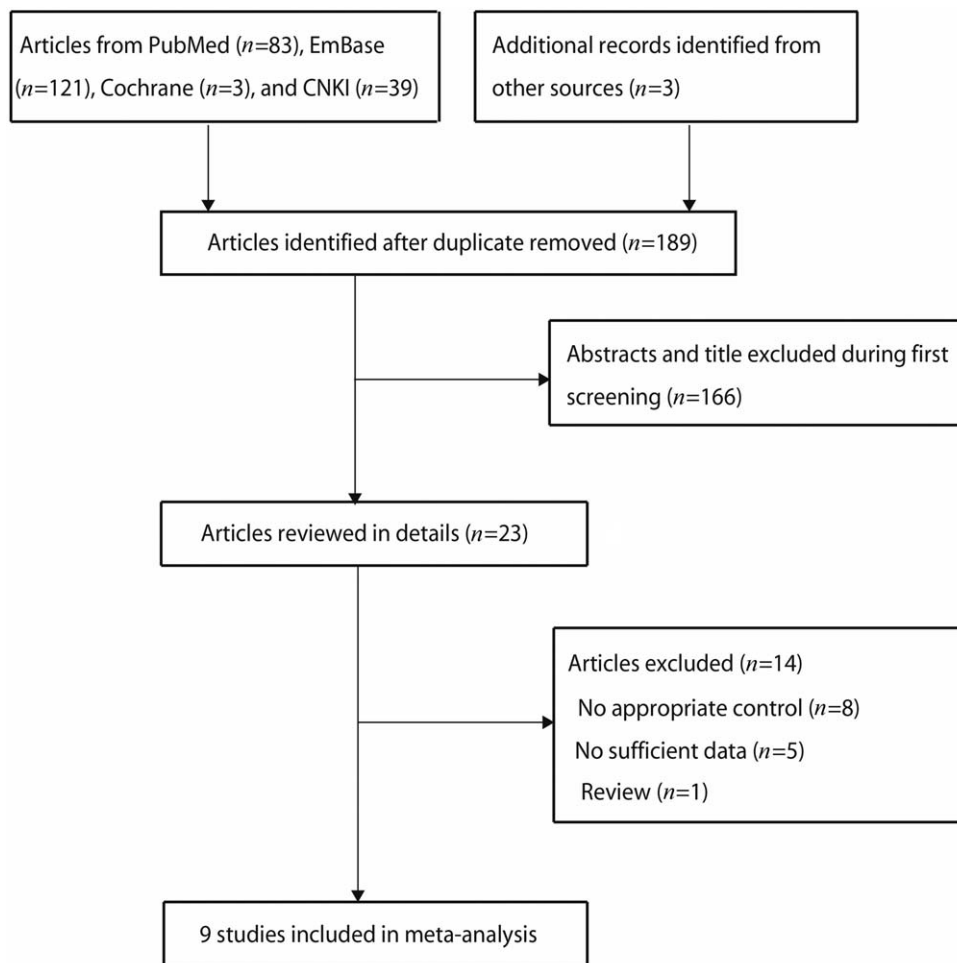 Articles from PubMed (n=83), EmBase
(n=121), Cochrane (n=3), and CNKI (n=39)
Additional records identified from
other sources (n=3)
Articles identified after duplicate removed (n=189)
Abstracts and title excluded during first
screening (n=166)
Articles reviewed in details (n=23)
Articles excluded (n=14)
No appropriate control (n=8)
No sufficient data (n=5)
Review (n=1)
9 studies included in meta-analysis